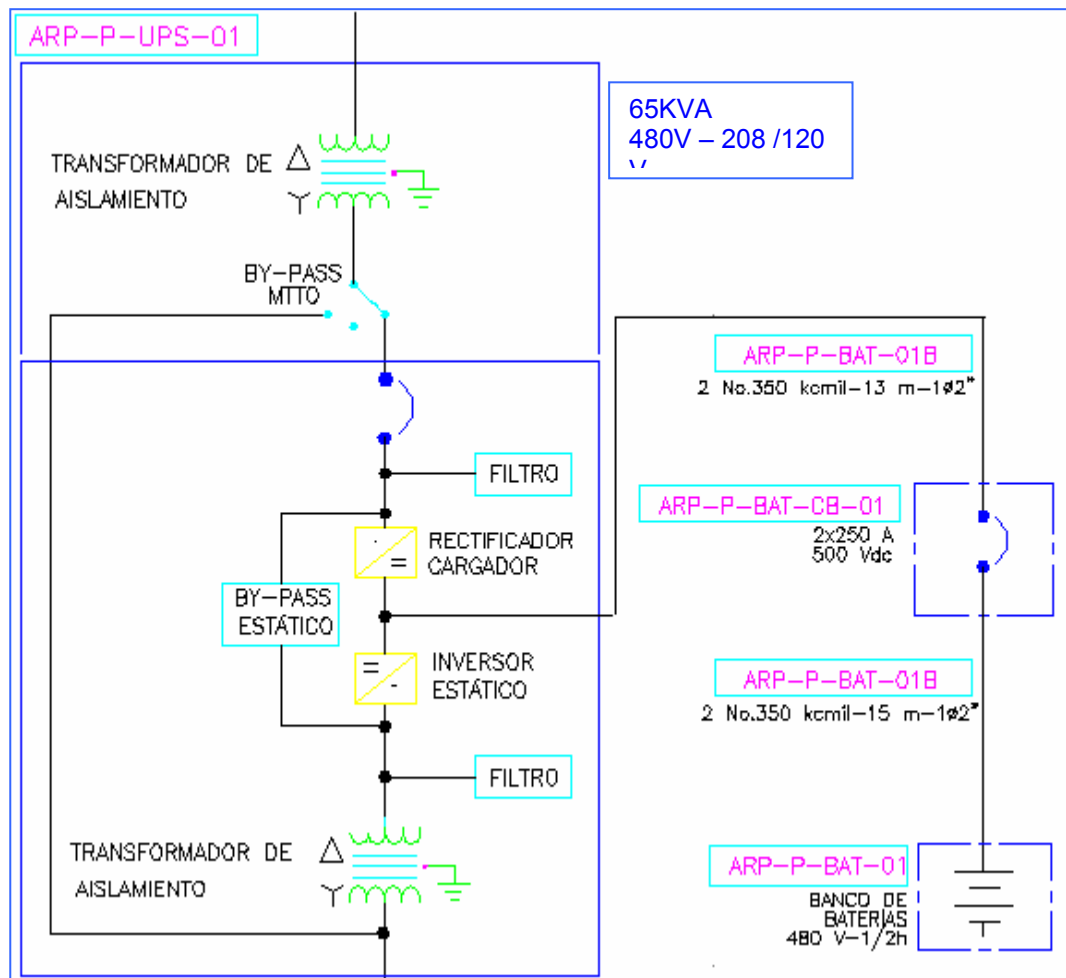 ARP-P-UPS-01
65KVA
480V – 208 /120
TRANSFORMADOR DE
AISLAMIENTO
BY-PASS
MTTO
ARP-P-BAT-01B
2 No.350 kcmil-13 m-1ø2"
FILTRO
ARP-P-BAT-CB-01
2x250 A
500 Vdc
RECTIFICADOR
CARGADOR
BY-PASS
ESTÁTICO
INVERSOR
ESTÁTICO
ARP-P-BAT-01B
2 No.350 kcmil-15 m-1ø2"
FILTRO
TRANSFORMADOR DE
AISLAMIENTO
ARP-P-BAT-01
BANCO DE
BATERÍAS
480 V-1/2h